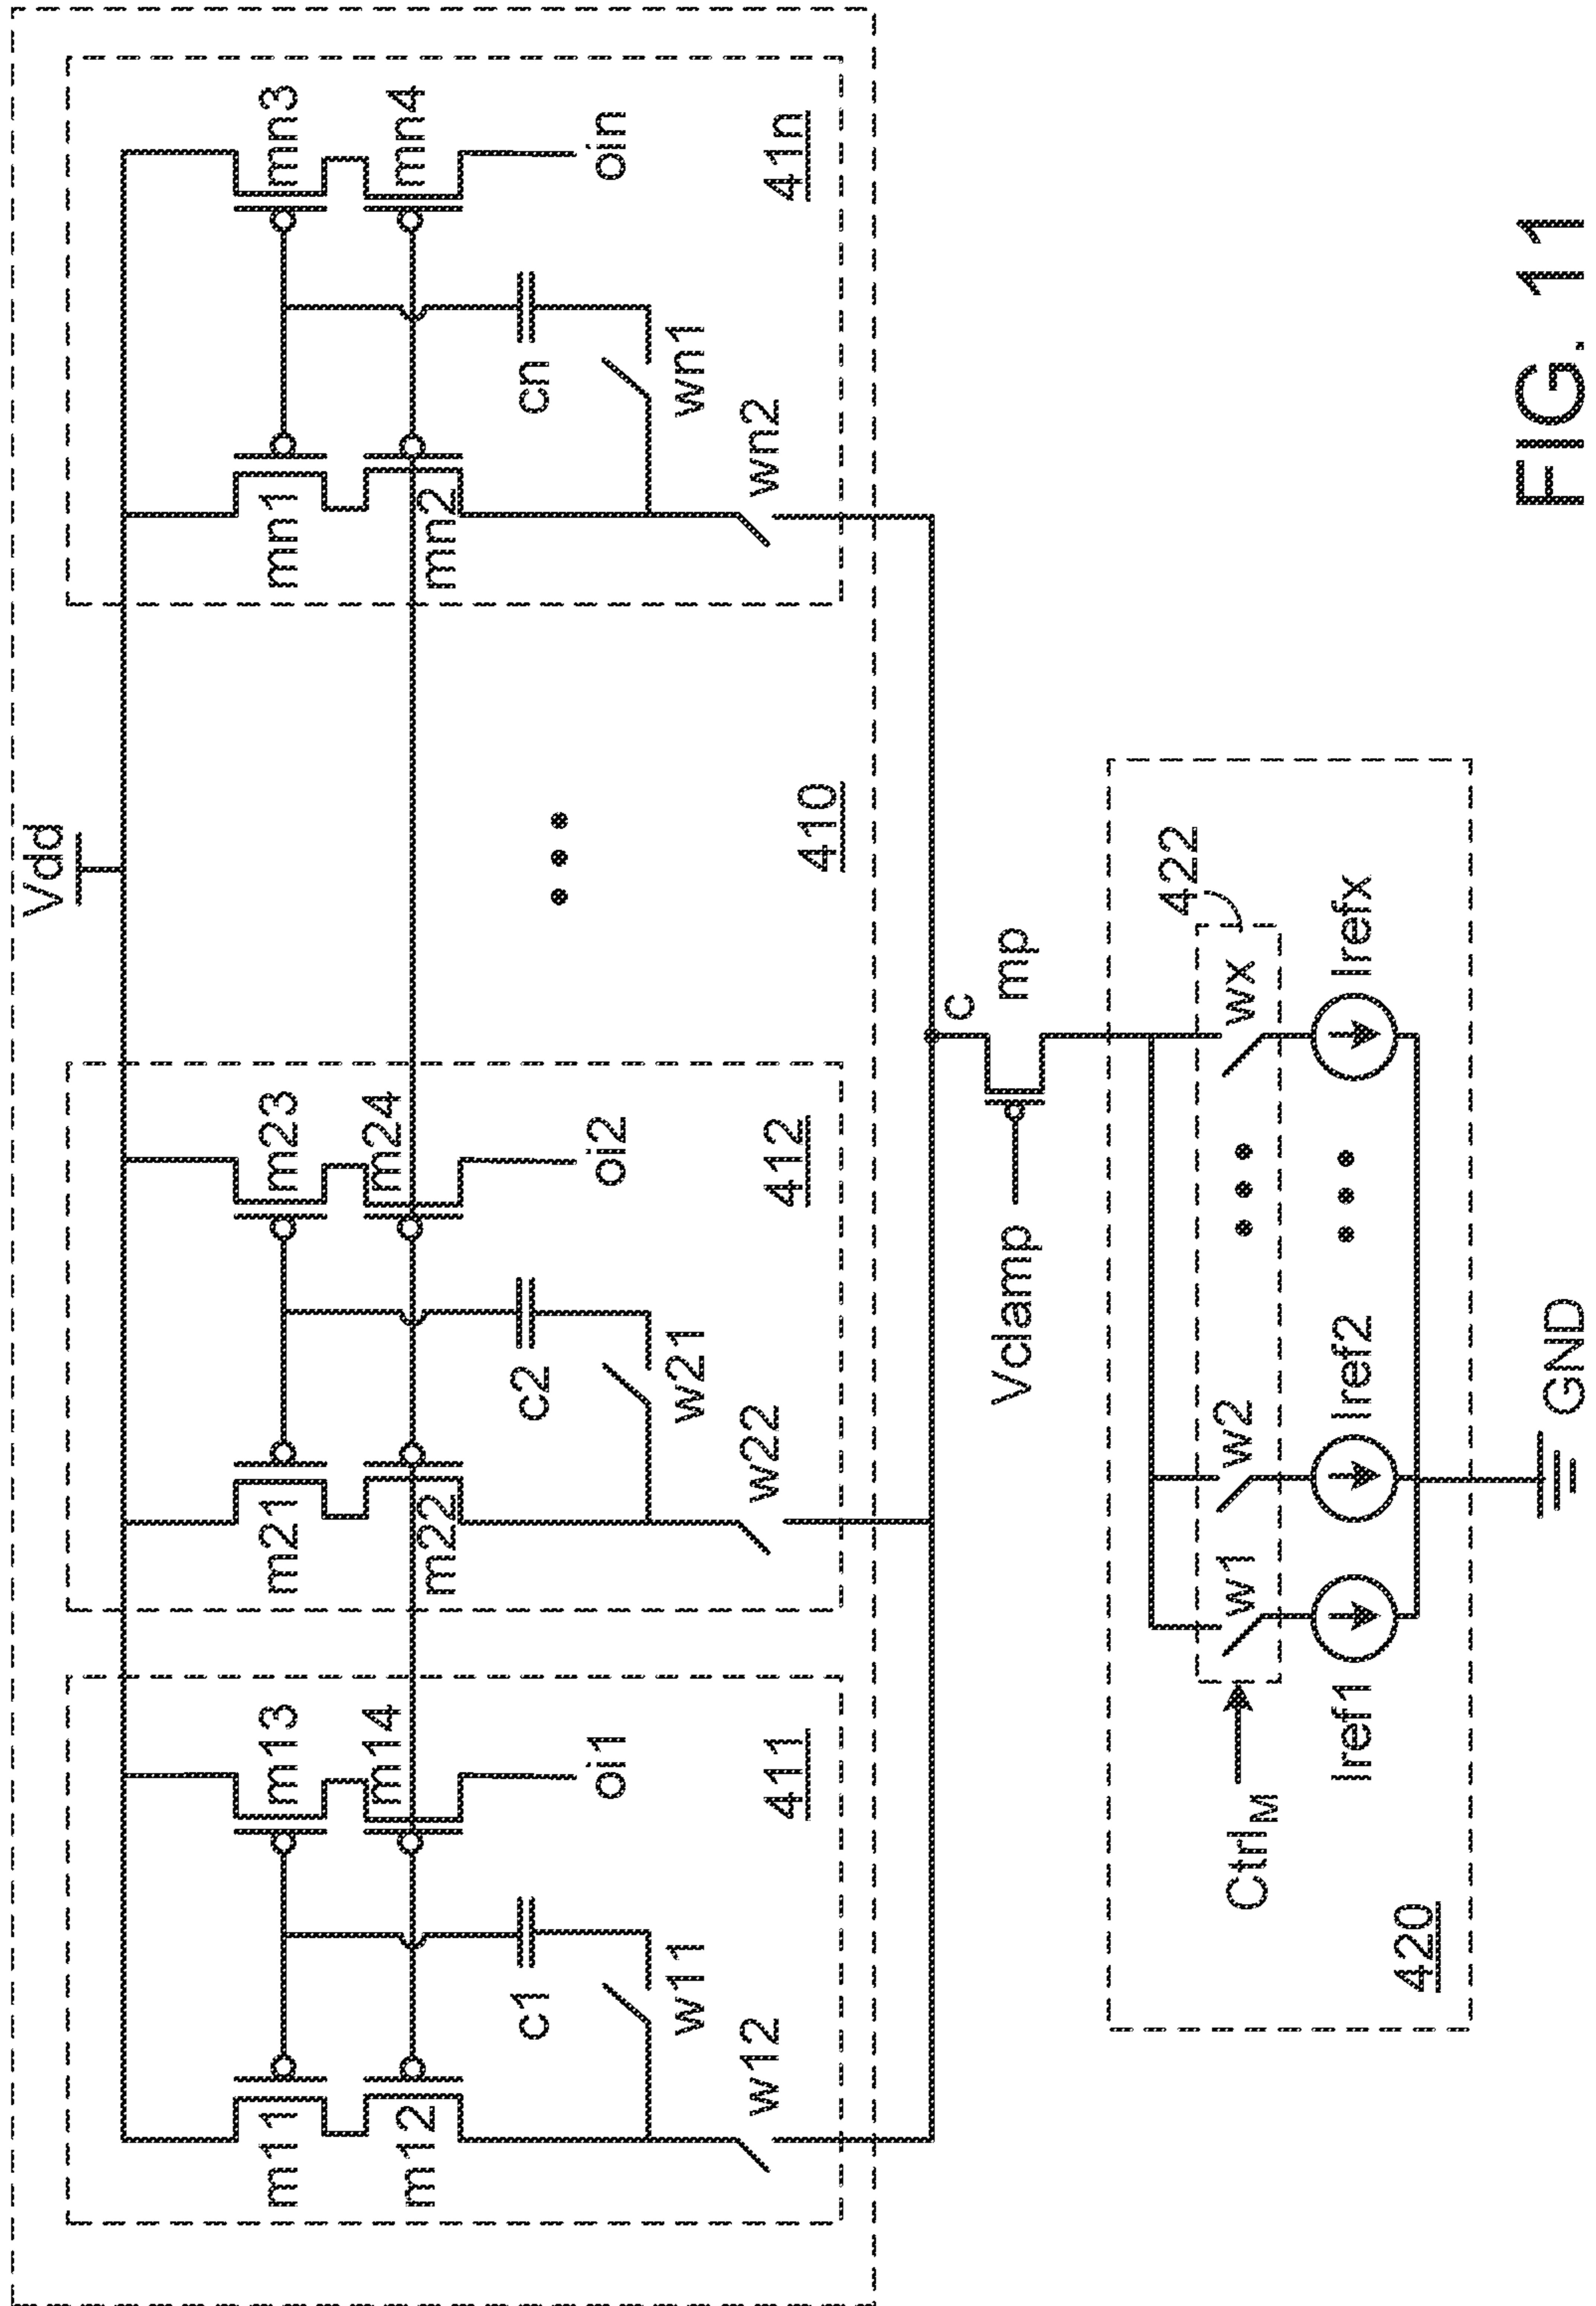 Vdd
m11
m13
m21
m23
mn1
mn3
m12
m14
m22
m24
mn2
mn4
c1
oi1
c2
oi2
cn
oin
w11
w21
wn1
w12
411
w22
412
410
wn2
41n
c
Vclamp
mp
422
CtrlM
w1
w2
wx
Iref1
Iref2
Irefx
420
GND
FIG. 11